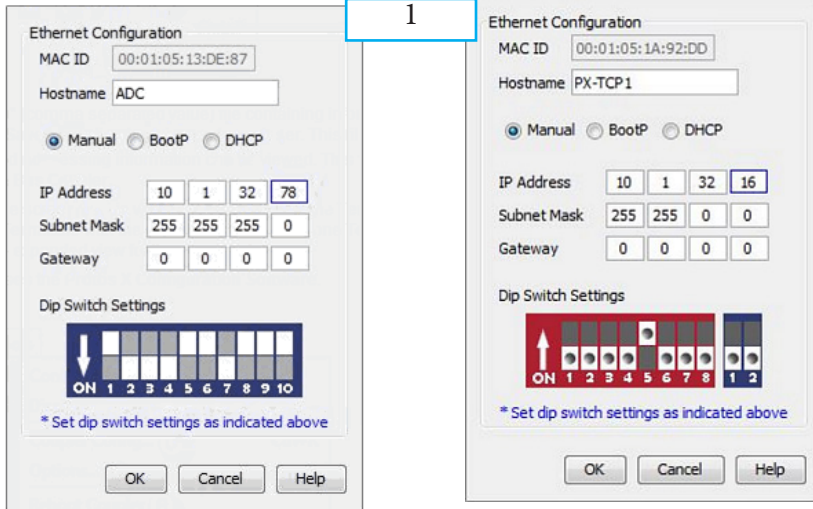 1
Ethernet Configuration
MAC ID 00:01:05:13:DE:87
Hostname ADC
Manual BootP DHCP
IP Address 10 1 32 78
Subnet Mask 255 255 255 0
Gateway 0 0 0 0
Dip Switch Settings
ON 1 2 3 4 5 6 7 8 9 10
* Set dip switch settings as indicated above
OK Cancel Help
Ethernet Configuration
MAC ID 00:01:05:1A:92:DD
Hostname PX-TCP1
Manual BootP DHCP
IP Address 10 1 32 16
Subnet Mask 255 255 0 0
Gateway 0 0 0 0
Dip Switch Settings
ON 1 2 3 4 5 6 7 8 1 2
* Set dip switch settings as indicated above
OK Cancel Help